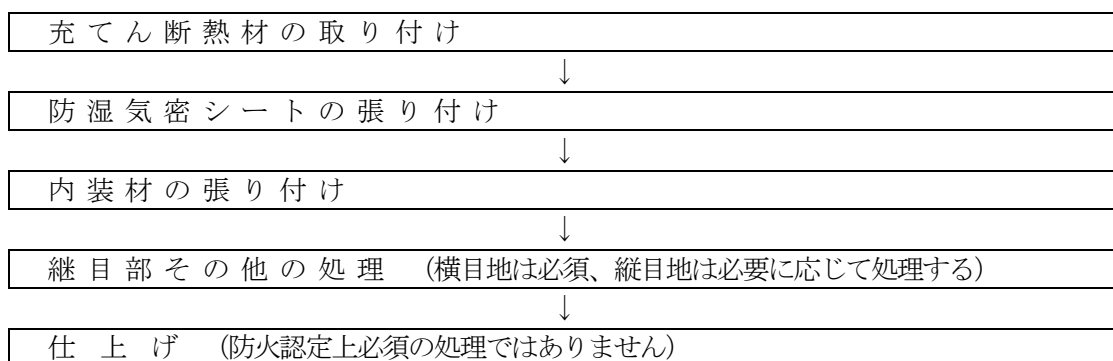 充てん断熱材の取り付け
↓
防湿気密シートの張り付け
↓
内装材の張り付け
↓
継目部その他の処理 (横目地は必須、縦目地は必要に応じて処理する)
↓
仕上げ (防火認定上必須の処理ではありません)